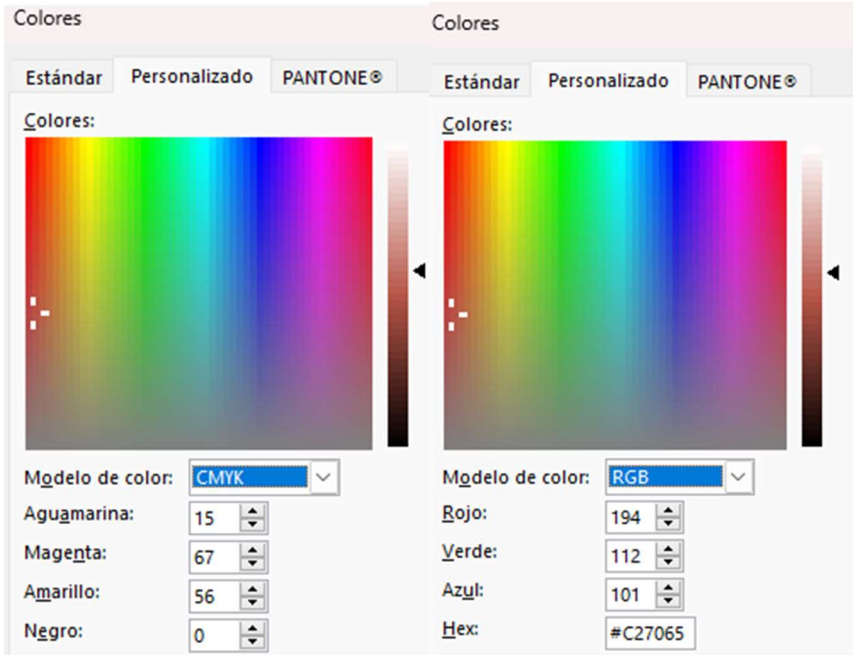 Colores
Estándar Personalizado PANTONE®
Colores:
Modelo de color: CMYK
Aguamarina: 15
Magenta: 67
Amarillo: 56
Negro: 0
Colores
Estándar Personalizado PANTONE®
Colores:
Modelo de color: RGB
Rojo: 194
Verde: 112
Azul: 101
Hex: #C27065